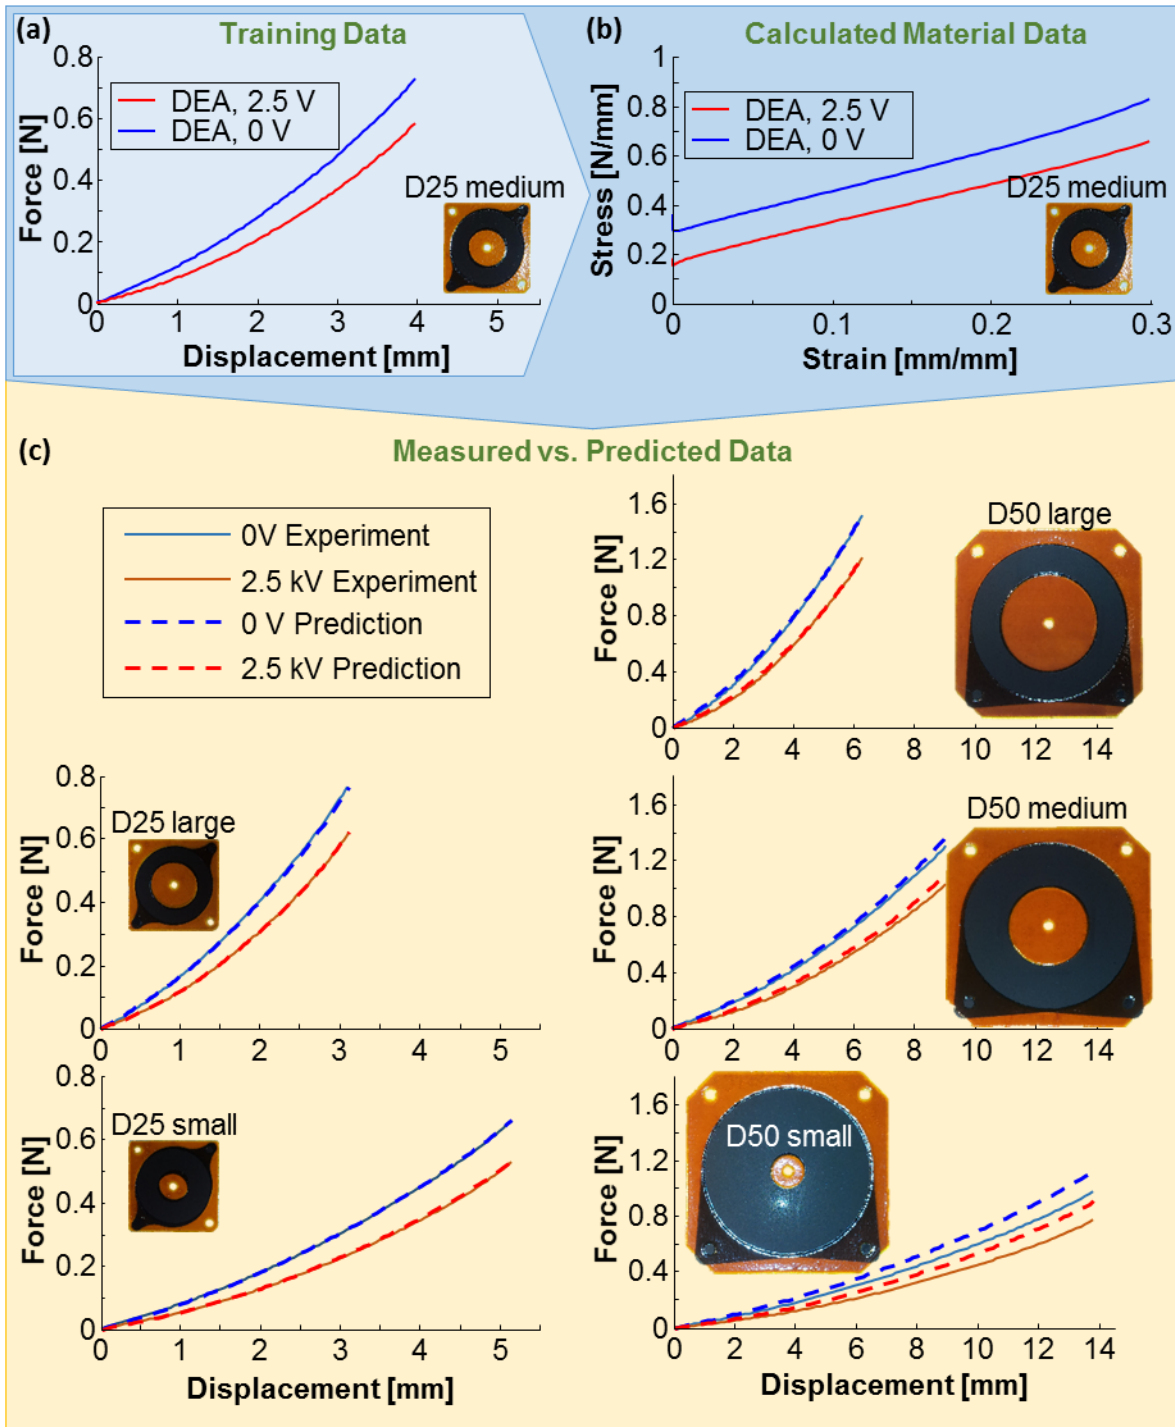 (a)
Training Data
0.8
0.6
0.4
0.2
0
Force [N]
DEA, 2.5 V
DEA, 0 V
D25 medium
0 1 2 3 4 5
Displacement [mm]
(b)
Calculated Material Data
1
0.8
0.6
0.4
0.2
0
Stress [N/mm]
DEA, 2.5 V
DEA, 0 V
D25 medium
0 0.1 0.2 0.3
Strain [mm/mm]
(c)
Measured vs. Predicted Data
0V Experiment
2.5 kV Experiment
0 V Prediction
2.5 kV Prediction
1.6
1.2
0.8
0.4
0
Force [N]
D50 large
0 2 4 6 8 10 12 14
0.8
0.6
0.4
0.2
0
Force [N]
D25 large
0 1 2 3 4 5
1.6
1.2
0.8
0.4
0
Force [N]
D50 medium
0 2 4 6 8 10 12 14
0.8
0.6
0.4
0.2
0
Force [N]
D25 small
0 1 2 3 4 5
Displacement [mm]
1.6
1.2
0.8
0.4
0
Force [N]
D50 small
0 2 4 6 8 10 12 14
Displacement [mm]